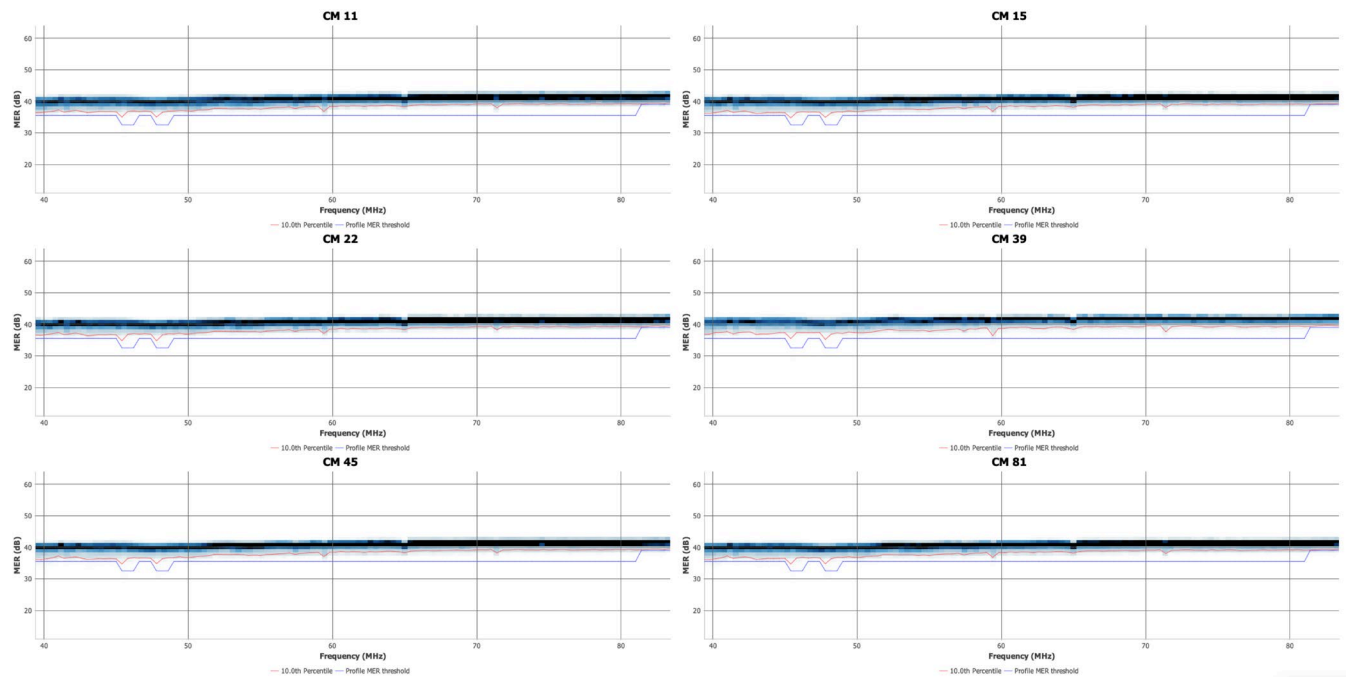 CM 11
60
50
40
30
20
MER (dB)
40 50 60 70 80
Frequency (MHz)
10.0th Percentile Profile MER threshold
CM 15
60
50
40
30
20
MER (dB)
40 50 60 70 80
Frequency (MHz)
10.0th Percentile Profile MER threshold
CM 22
60
50
40
30
20
MER (dB)
40 50 60 70 80
Frequency (MHz)
10.0th Percentile Profile MER threshold
CM 39
60
50
40
30
20
MER (dB)
40 50 60 70 80
Frequency (MHz)
10.0th Percentile Profile MER threshold
CM 45
60
50
40
30
20
MER (dB)
40 50 60 70 80
Frequency (MHz)
10.0th Percentile Profile MER threshold
CM 81
60
50
40
30
20
MER (dB)
40 50 60 70 80
Frequency (MHz)
10.0th Percentile Profile MER threshold